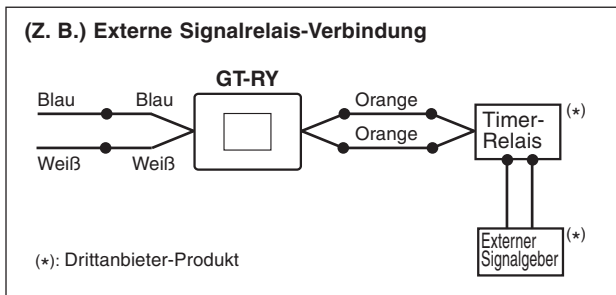 (Z. B.) Externe Signalrelais-Verbindung
GT-RY
Blau Blau Orange
Weiß Weiß Orange
Timer-
Relais
(*)
Externer
Signalgeber
(*)
(*): Drittanbieter-Produkt